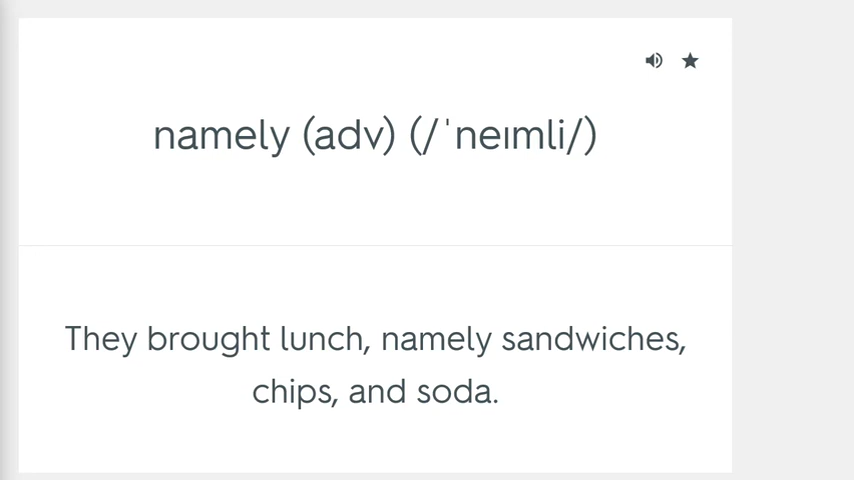 namely (adv) (/ˈneɪmli/)
They brought lunch, namely sandwiches,
chips, and soda.